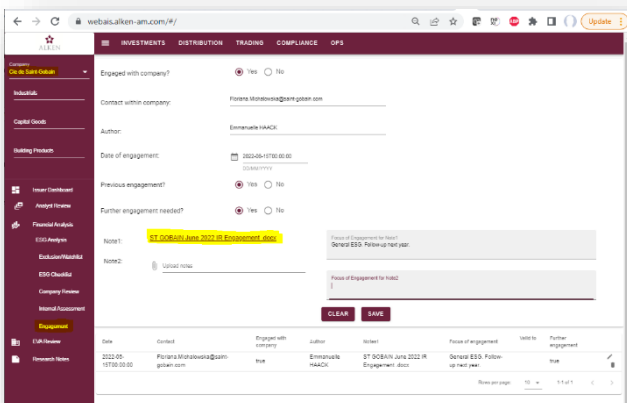 webais.alken-am.com/#/
Update
ALKEN
INVESTMENTS DISTRIBUTION TRADING COMPLIANCE OPS
Company
Cie de Saint-Gobain
Industrials
Capital Goods
Building Products
Issuer Dashboard
Analyst Review
Financial Analysis
ESG Analysis
Exclusion/Watchlist
ESG Checklist
Company Review
Internal Assessment
Engagement
EVA Review
Research Notes
Engaged with company? Yes No
Contact within company: Floriana.Michalowska@saint-gobain.com
Author: Emmanuelle HAACK
Date of engagement: 2022-06-15T00:00:00
DD/MM/YYYY
Previous engagement? Yes No
Further engagement needed? Yes No
Note1: ST GOBAIN June 2022 IR Engagement .docx
Focus of Engagement for Note1
General ESG. Follow-up next year.
Note2: Upload notes
Focus of Engagement for Note2
CLEAR SAVE
Date Contact Engaged with company Author Notes1 Focus of engagement Valid to Further engagement
2022-06-15T00:00:00 Floriana.Michalowska@saint-gobain.com true Emmanuelle HAACK ST GOBAIN June 2022 IR Engagement .docx General ESG. Follow-up next year. true
Rows per page: 10 1-1 of 1